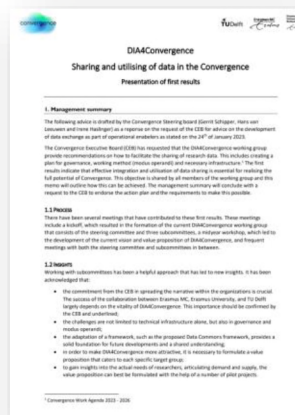 convergence
TUDelft
Erasmus MC
Erasmus
DIA4Convergence
Sharing and utilising of data in the Convergence
Presentation of first results
1. Management summary
The following advice is drafted by the Convergence Steering board (Gerrit Schipper, Hans van
Leeuwen and Irene Haslinger) as a reponse on the request of the CEB for advice on the development
of data exchange as part of operational enablers as stated on the 24th of January 2023.
The Convergence Executive Board (CEB) has requested that the DIA4Convergence working group
provide recommendations on how to facilitate the sharing of research data. This includes creating a
plan for governance, working method (modus operandi) and necessary infrastructure.¹ The first
results indicate that effective integration and utilisation of data sharing is essential for realising the
full potential of Convergence. This objective is shared by all members of the working group and this
memo will outline how this can be achieved. The management summary will conclude with a
request to the CEB to endorse the action plan and the requirements to make this possible.
1.1 Process
There have been several meetings that have contributed to these first results. These meetings
include a kickoff, which resulted in the formation of the current DIA4Convergence working group
that consists of the steering committee and three subcommittees, a midyear workshop, which led to
the development of the current vision and value proposition of DIA4Convergence, and frequent
meetings with both the steering committee and subcommittees in between.
1.2 Insights
Working with subcommittees has been a helpful approach that has led to new insights. It has been
acknowledged that:
• the commitment from the CEB in spreading the narrative within the organizations is crucial.
The success of the collaboration between Erasmus MC, Erasmus University, and TU Delft
largely depends on the vitality of DIA4Convergence. This importance should be confirmed by
the CEB and underlined;
• the challenges are not limited to technical infrastructure alone, but also in governance and
modus operandi;
• the adaptation of a framework, such as the proposed Data Commons framework, provides a
solid foundation for future developments and a shared understanding;
• in order to make DIA4Convergence more attractive, it is necessary to formulate a value
proposition that caters to each specific target group;
• to gain insights into the actual needs of researchers, articulating demand and supply, the
value proposition can best be formulated with the help of a number of pilot projects.
¹ Convergence Work Agenda 2023 - 2026